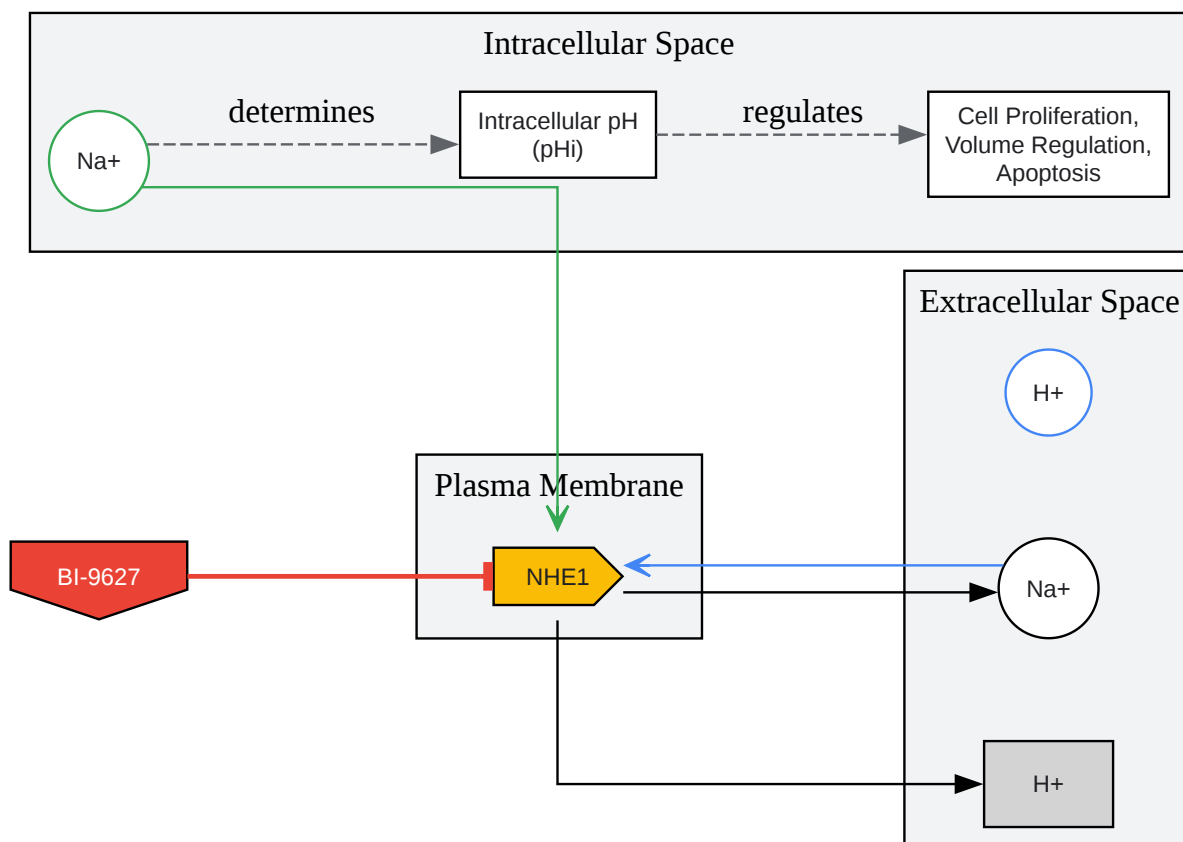 Intracellular Space
determines
regulates
Na+
Intracellular pH
(pHi)
Cell Proliferation,
Volume Regulation,
Apoptosis
Extracellular Space
H+
Plasma Membrane
BI-9627
NHE1
Na+
H+